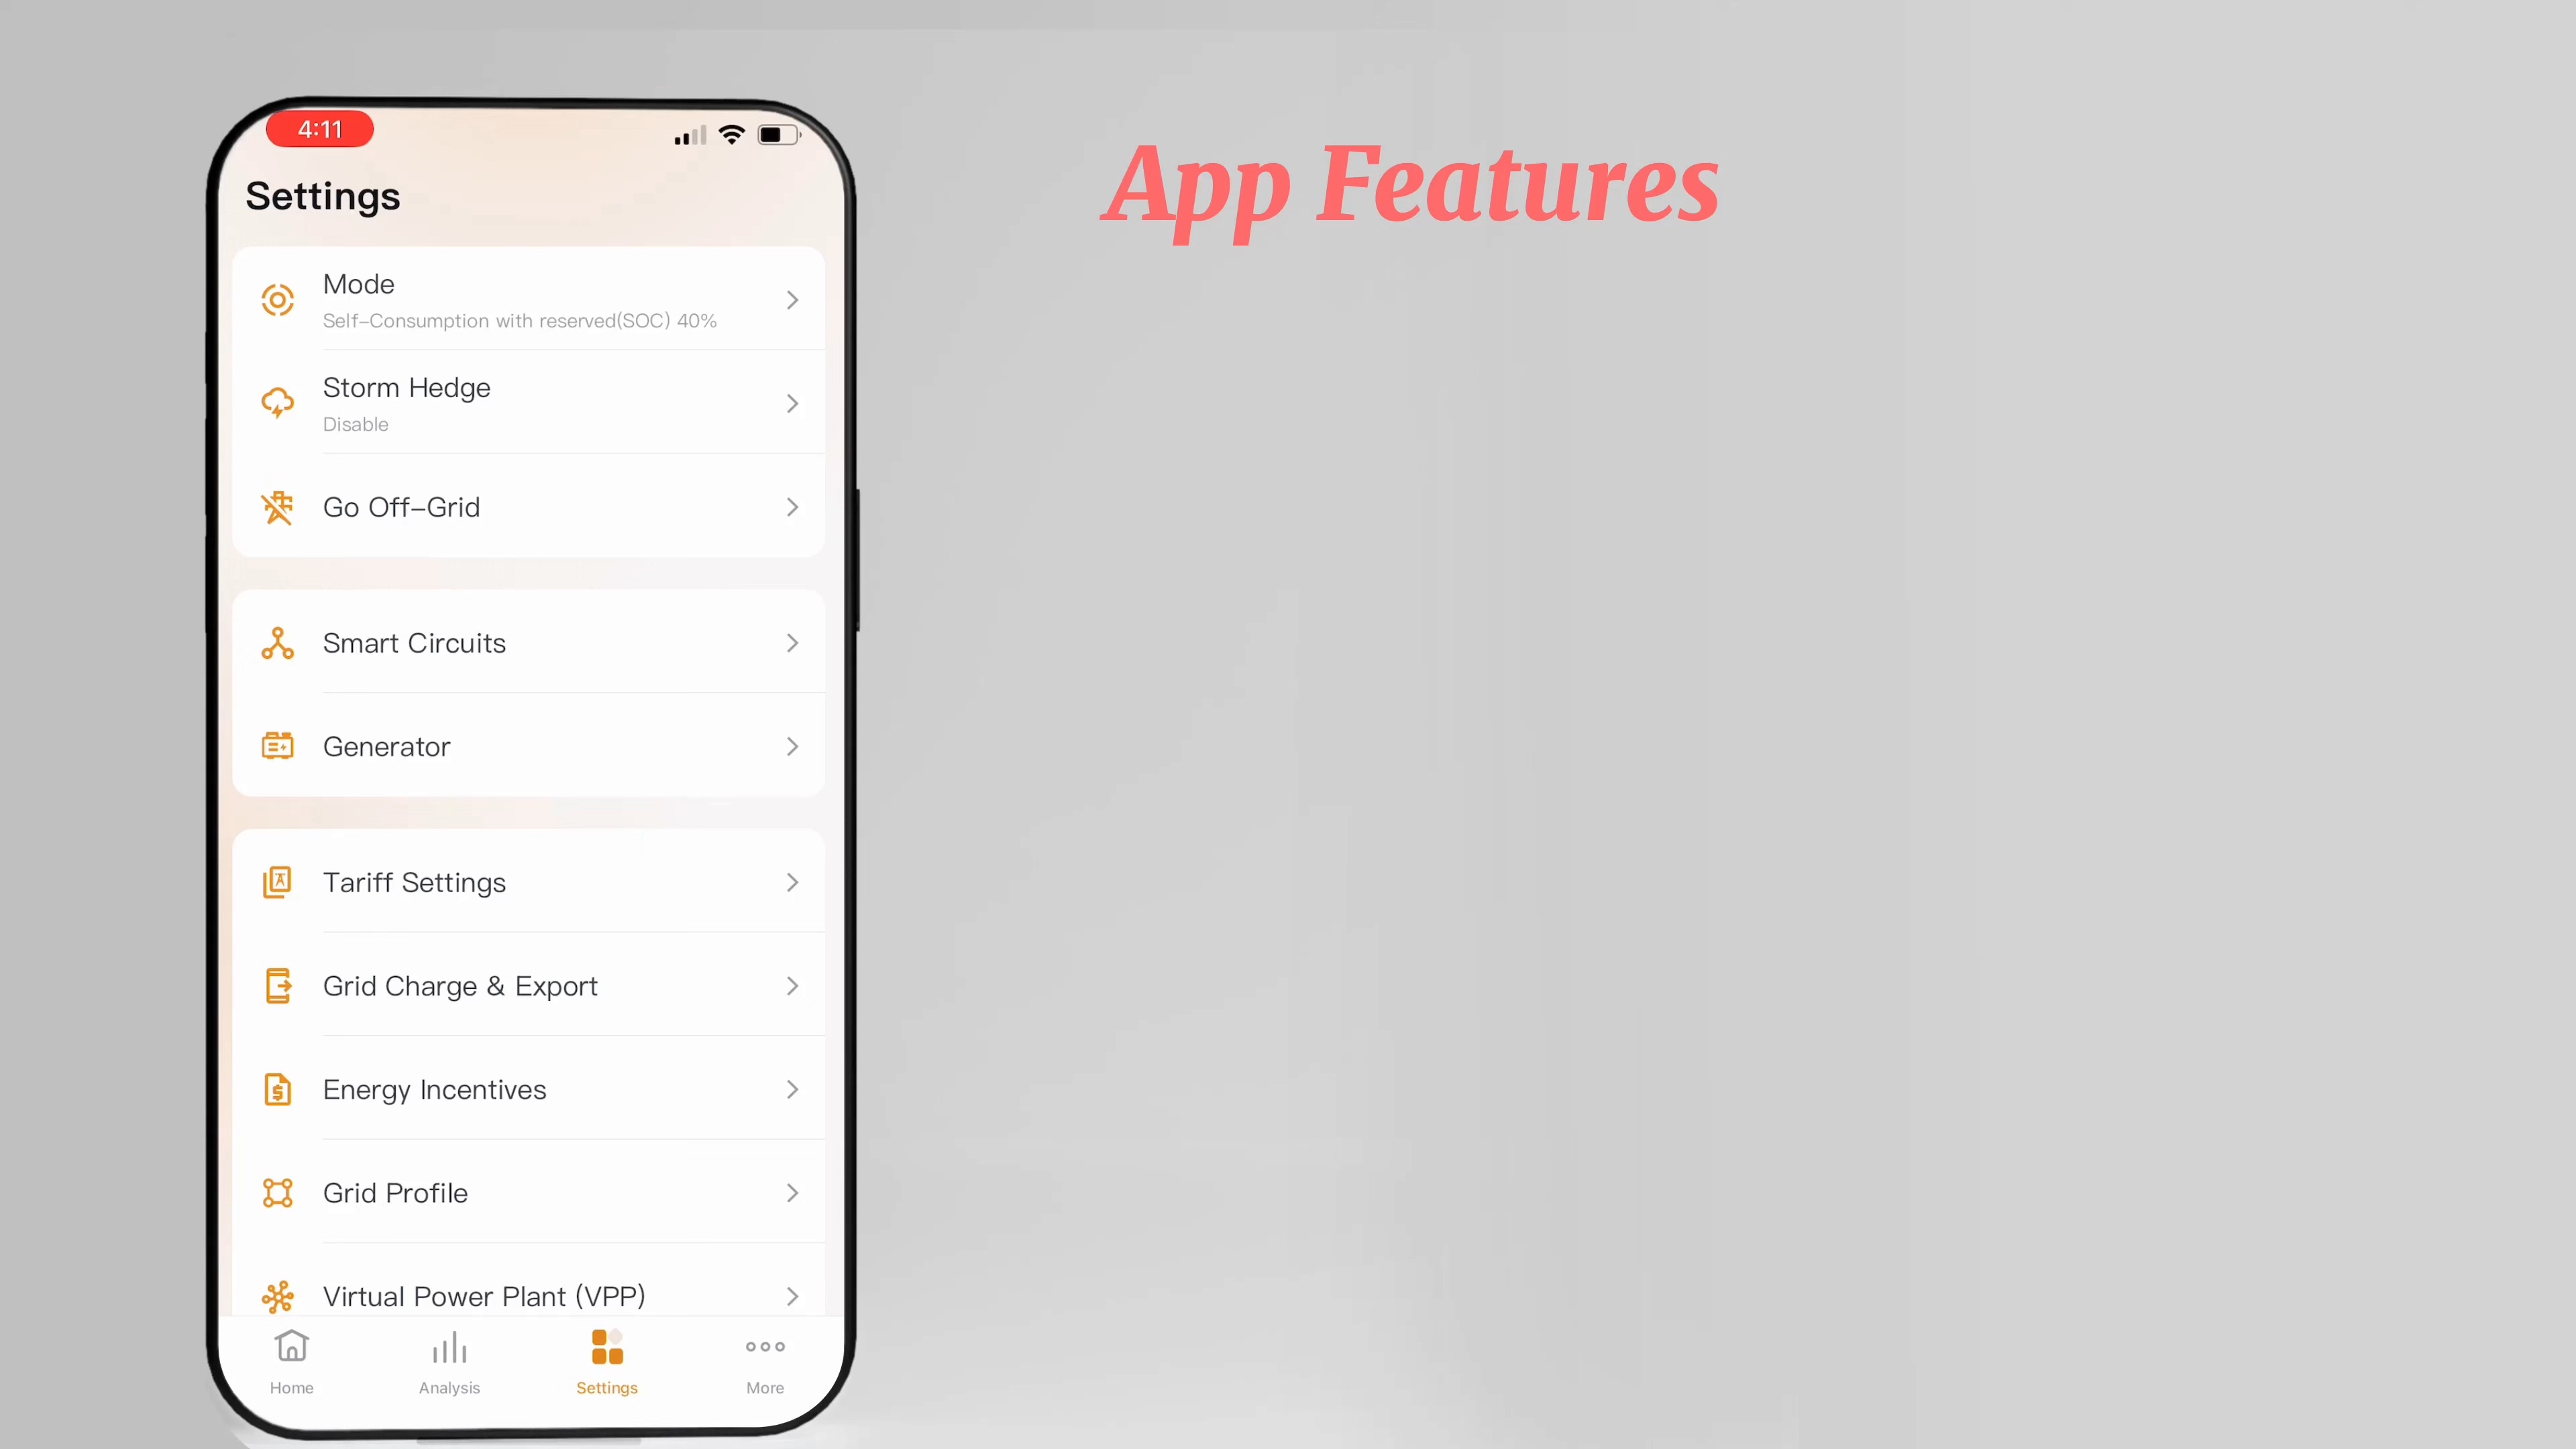 4:11
App Features
Settings
Mode
Self-Consumption with reserved(SOC) 40%
Storm Hedge
Disable
Go Off-Grid
Smart Circuits
Generator
Tariff Settings
Grid Charge & Export
Energy Incentives
Grid Profile
Virtual Power Plant (VPP)
Home Analysis Settings More